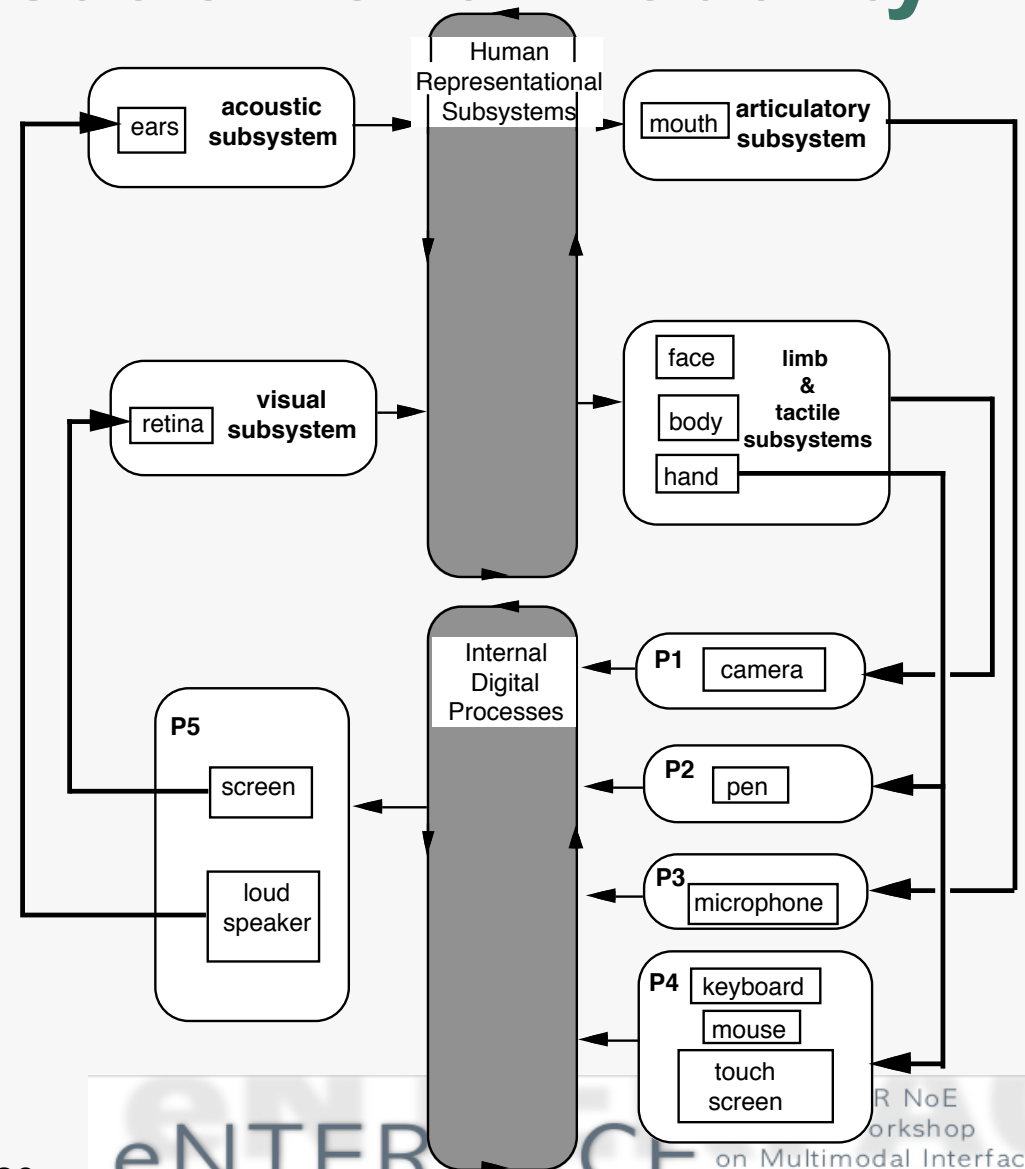 Human
Representational
Subsystems
ears
acoustic
subsystem
mouth
articulatory
subsystem
face
body
hand
limb
&
tactile
subsystems
retina
visual
subsystem
Internal
Digital
Processes
P1
camera
P2
pen
P3
microphone
P4
keyboard
mouse
touch
screen
P5
screen
loud
speaker
R NoE
orkshop
on Multimodal Interfac